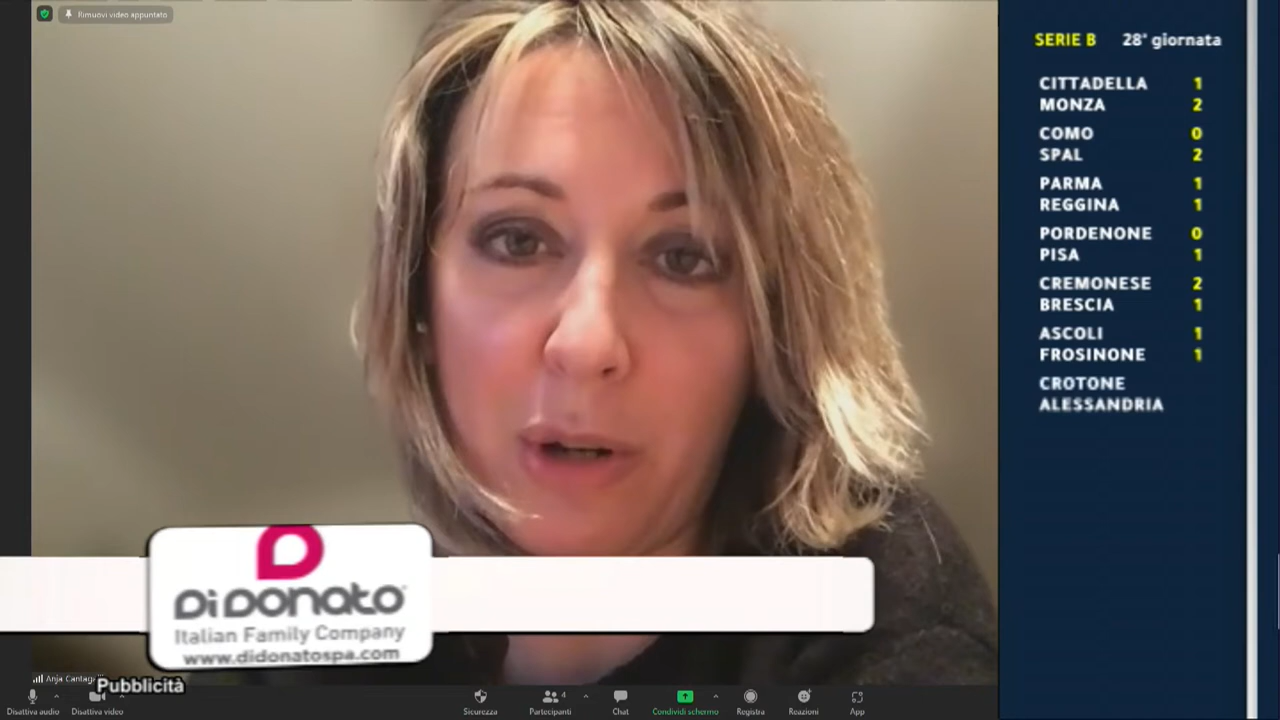 Rimuovi video appuntato
SERIE B 28ª giornata
CITTADELLA 1
MONZA 2
COMO 0
SPAL 2
PARMA 1
REGGINA 1
PORDENONE 0
PISA 1
CREMONESE 2
BRESCIA 1
ASCOLI 1
FROSINONE 1
CROTONE
ALESSANDRIA
Di Donato
Italian Family Company
www.didonatospa.com
Anja
Pubblicità
Disattiva audio
Disattiva video
Sicurezza
4
Partecipanti
Chat
Condividi schermo
Registra
Reazioni
App